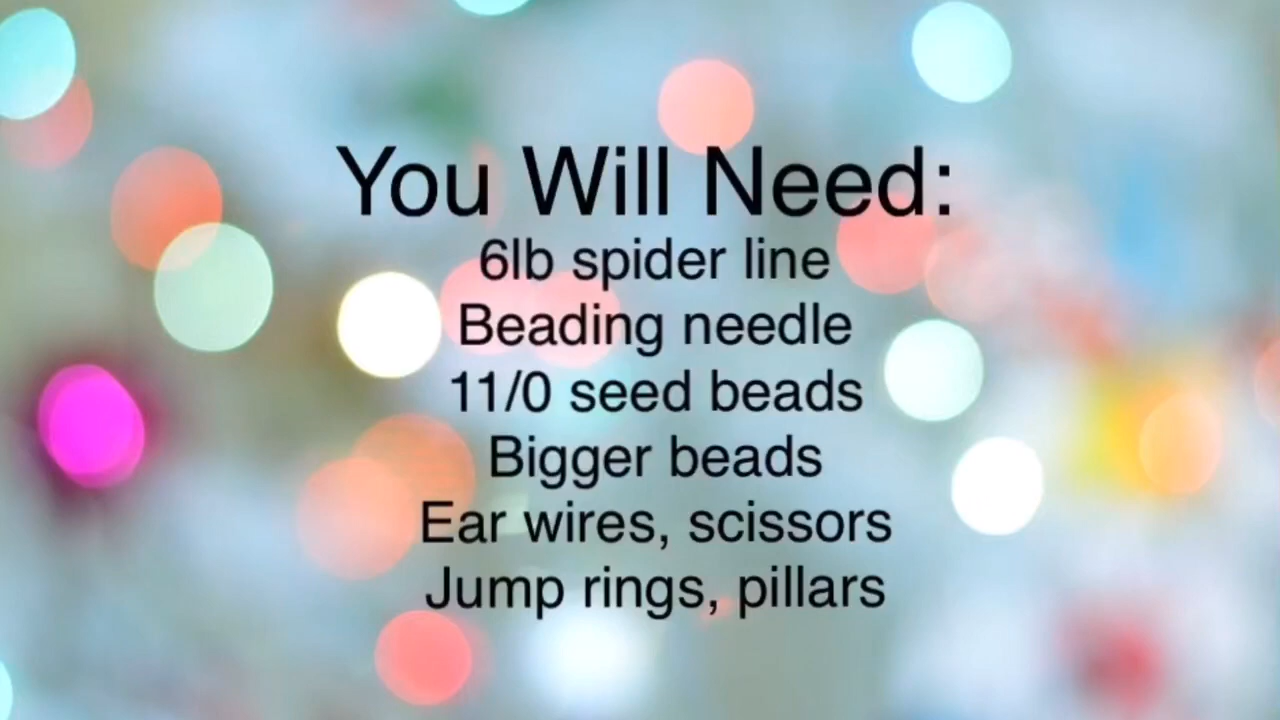 You Will Need:
6lb spider line
Beading needle
11/0 seed beads
Bigger beads
Ear wires, scissors
Jump rings, pillars